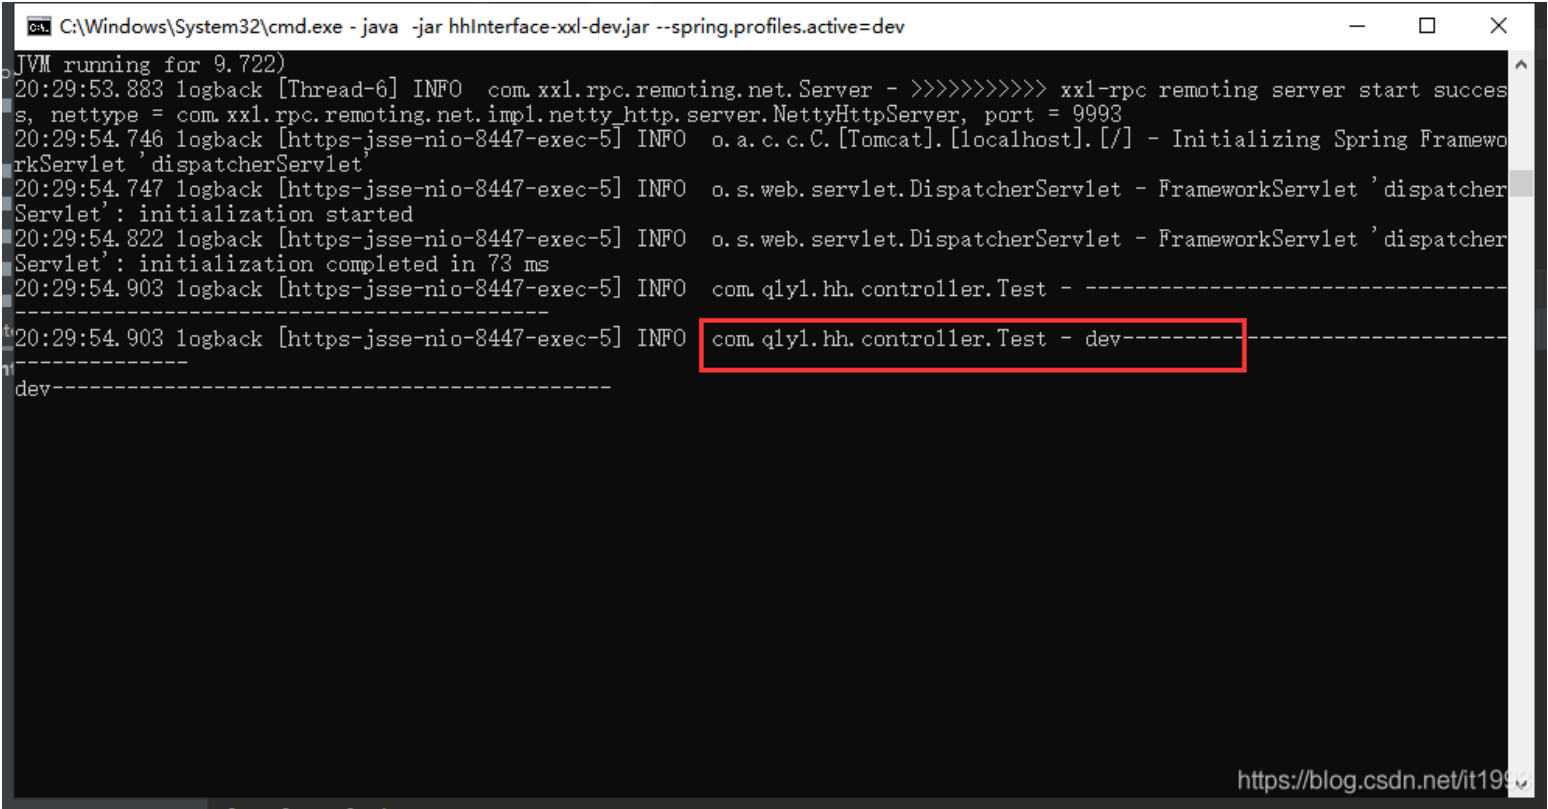 C:\Windows\System32\cmd.exe - java  -jar hhInterface-xxl-dev.jar --spring.profiles.active=dev
JVM running for 9.722)
20:29:53.883 logback [Thread-6] INFO  com.xxl.rpc.remoting.net.Server - >>>>>>>>>>> xxl-rpc remoting server start succes
s, nettype = com.xxl.rpc.remoting.net.impl.netty_http.server.NettyHttpServer, port = 9993
20:29:54.746 logback [https-jsse-nio-8447-exec-5] INFO  o.a.c.c.C.[Tomcat].[localhost].[/] - Initializing Spring Framewo
rkServlet 'dispatcherServlet'
20:29:54.747 logback [https-jsse-nio-8447-exec-5] INFO  o.s.web.servlet.DispatcherServlet - FrameworkServlet 'dispatcher
Servlet': initialization started
20:29:54.822 logback [https-jsse-nio-8447-exec-5] INFO  o.s.web.servlet.DispatcherServlet - FrameworkServlet 'dispatcher
Servlet': initialization completed in 73 ms
20:29:54.903 logback [https-jsse-nio-8447-exec-5] INFO  com.qlyl.hh.controller.Test - ----------------------------------
-------------------------------------------
20:29:54.903 logback [https-jsse-nio-8447-exec-5] INFO  com.qlyl.hh.controller.Test - dev-------------------------------
--------------
dev---------------------------------------------
https://blog.csdn.net/it199